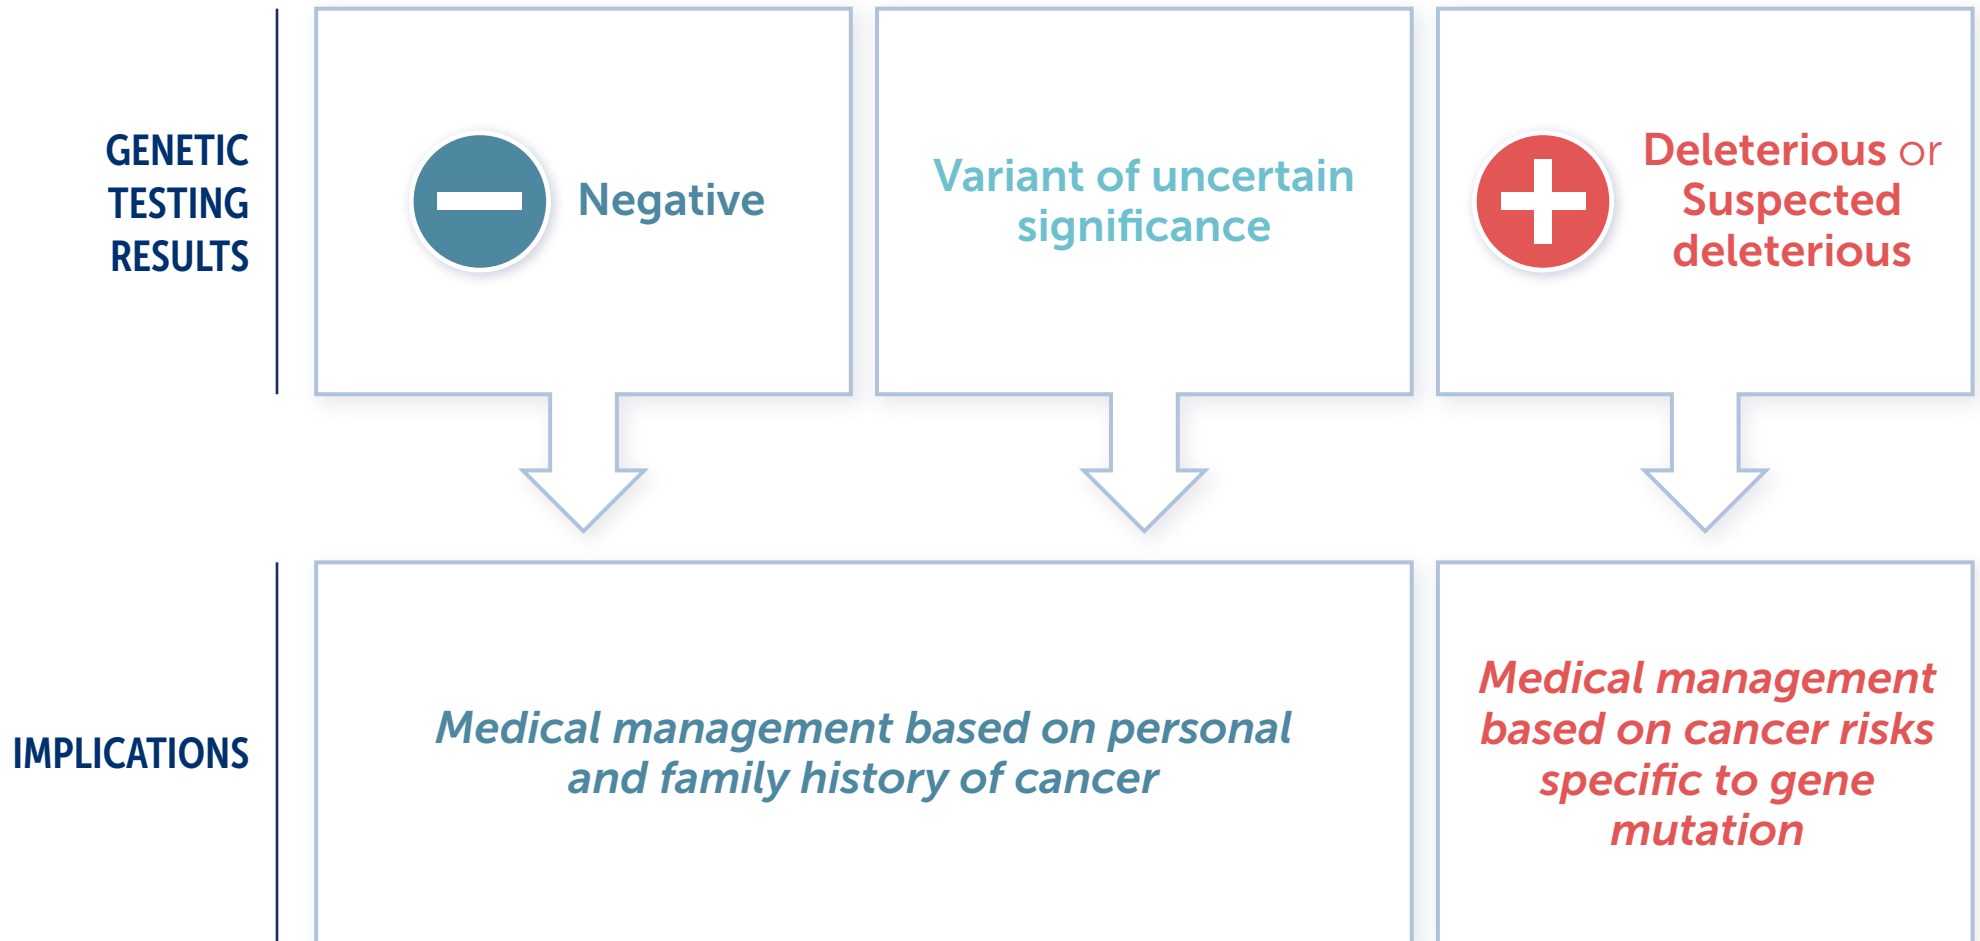 GENETIC
TESTING
RESULTS
Negative
Variant of uncertain
significance
Deleterious or
Suspected
deleterious
IMPLICATIONS
Medical management based on personal
and family history of cancer
Medical management
based on cancer risks
specific to gene
mutation